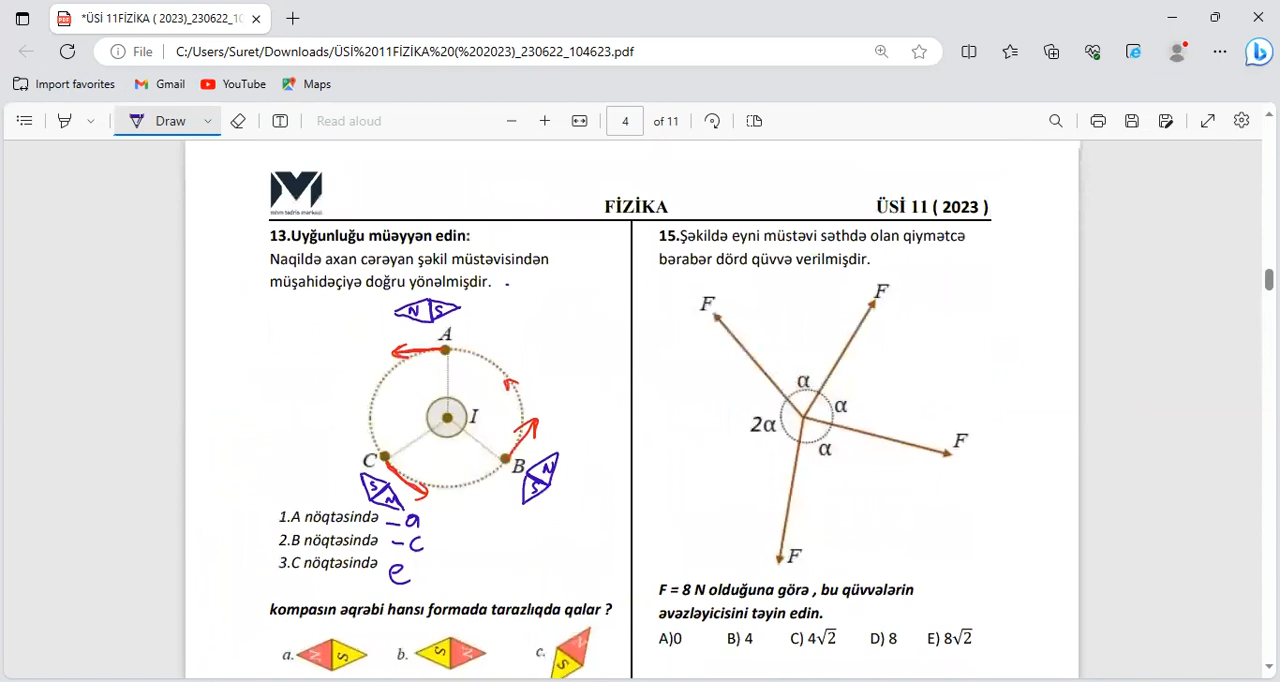 *ÜSİ 11FİZİKA ( 2023)_230622_10
File
C:/Users/Suret/Downloads/ÜSİ%2011FİZİKA%20(%202023)_230622_104623.pdf
Import favorites
Gmail
YouTube
Maps
Draw
Read aloud
4
of 11
M
FİZİKA
ÜSİ 11 ( 2023 )
13.Uyğunluğu müəyyən edin:
Naqildə axan cərəyan şəkil müstəvisindən
müşahidəçiyə doğru yönəlmişdir.
N S
A
I
C
B
S N
N S
1.A nöqtəsində – a
2.B nöqtəsində – c
3.C nöqtəsində e
kompasın əqrəbi hansı formada tarazlıqda qalar ?
a. N S
b. S N
c. N S
15.Şəkildə eyni müstəvi səthdə olan qiymətcə
bərabər dörd qüvvə verilmişdir.
F
F
α
α
2α
α
F
F
F = 8 N olduğuna görə , bu qüvvələrin
əvəzləyicisini təyin edin.
A)0 B) 4 C) 4√2 D) 8 E) 8√2